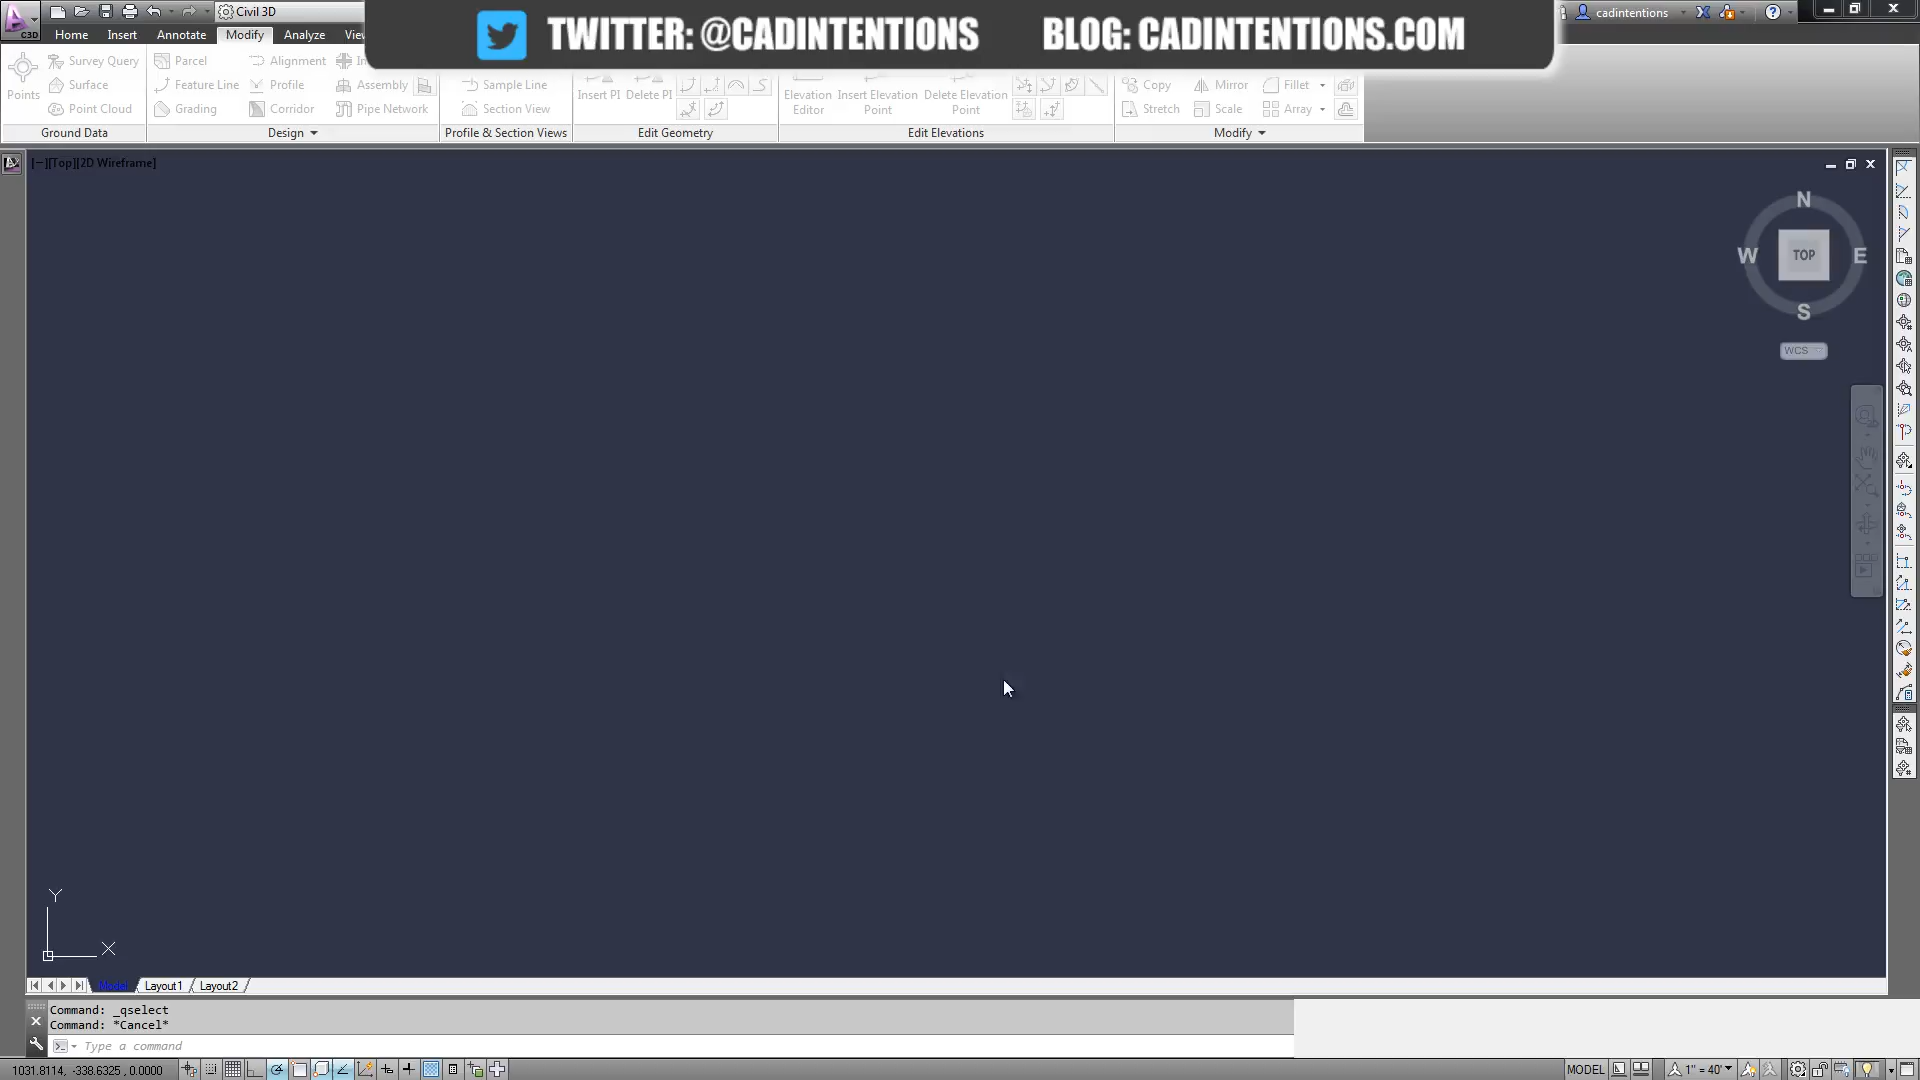 Civil 3D
TWITTER: @CADINTENTIONS BLOG: CADINTENTIONS.COM
cadintentions
C3D
Home Insert Annotate Modify Analyze
Survey Query Parcel Alignment
Points Surface Feature Line Profile Assembly Sample Line Insert PI Delete PI Elevation Editor Insert Elevation Point Delete Elevation Point Copy Mirror Fillet
Point Cloud Grading Corridor Pipe Network Section View Stretch Scale Array
Ground Data Design Profile & Section Views Edit Geometry Edit Elevations Modify
[−][Top][2D Wireframe]
N
W TOP E
S
WCS
Y
X
Model Layout1 Layout2
Command: _qselect
Command: *Cancel*
Type a command
1031.8114, -338.6325 , 0.0000 MODEL 1" = 40'